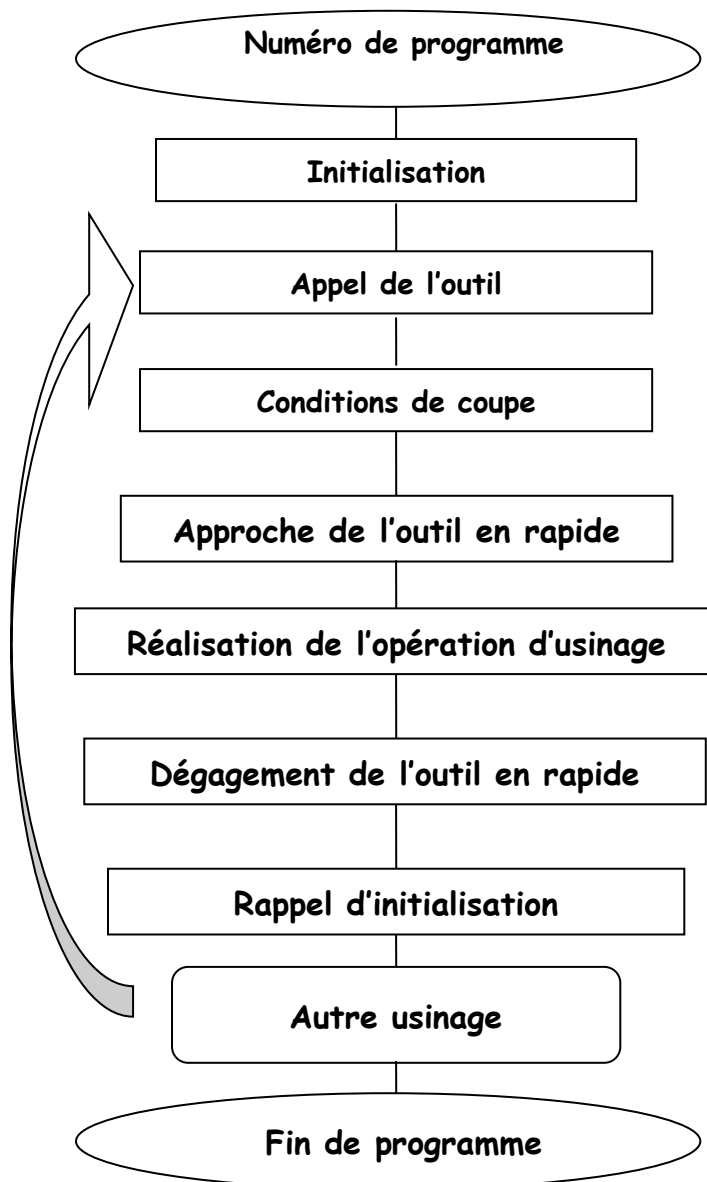 Numéro de programme
Initialisation
Appel de l'outil
Conditions de coupe
Approche de l'outil en rapide
Réalisation de l'opération d'usinage
Dégagement de l'outil en rapide
Rappel d'initialisation
Autre usinage
Fin de programme